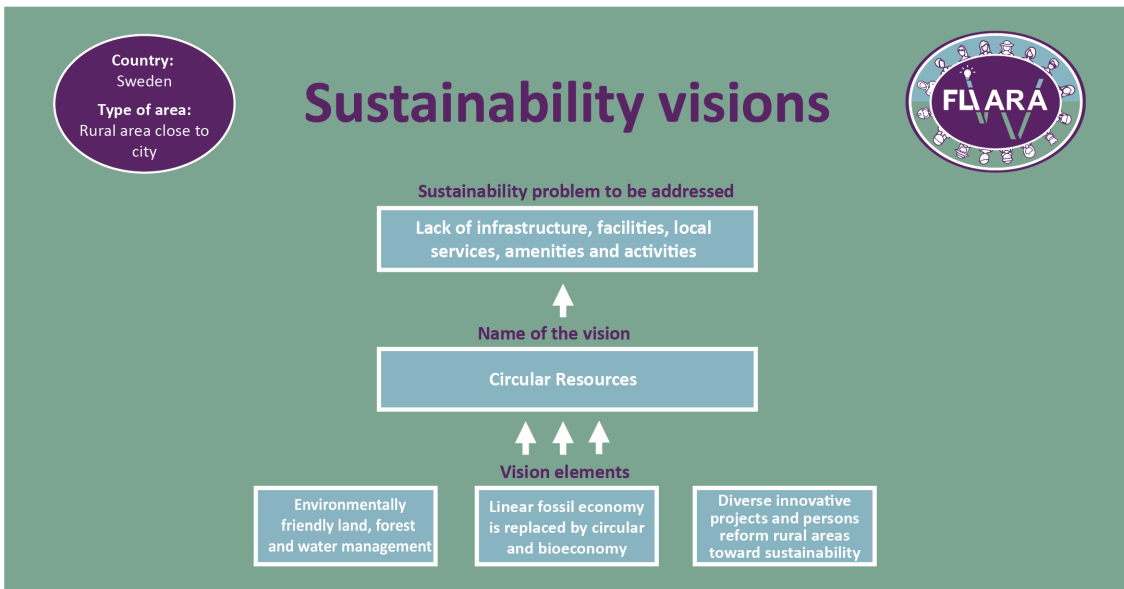 Country:
Sweden
Type of area:
Rural area close to
city
Sustainability visions
FLIARA
Sustainability problem to be addressed
Lack of infrastructure, facilities, local
services, amenities and activities
Name of the vision
Circular Resources
Vision elements
Environmentally
friendly land, forest
and water management
Linear fossil economy
is replaced by circular
and bioeconomy
Diverse innovative
projects and persons
reform rural areas
toward sustainability